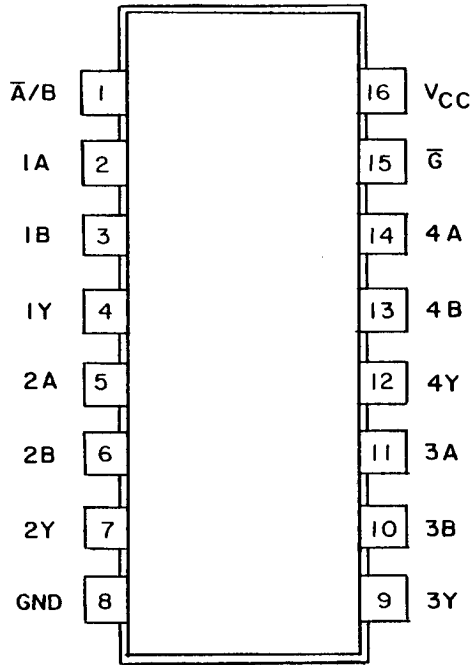 A̅/B 1 16 VCC
1A 2 15 G̅
1B 3 14 4A
1Y 4 13 4B
2A 5 12 4Y
2B 6 11 3A
2Y 7 10 3B
GND 8 9 3Y